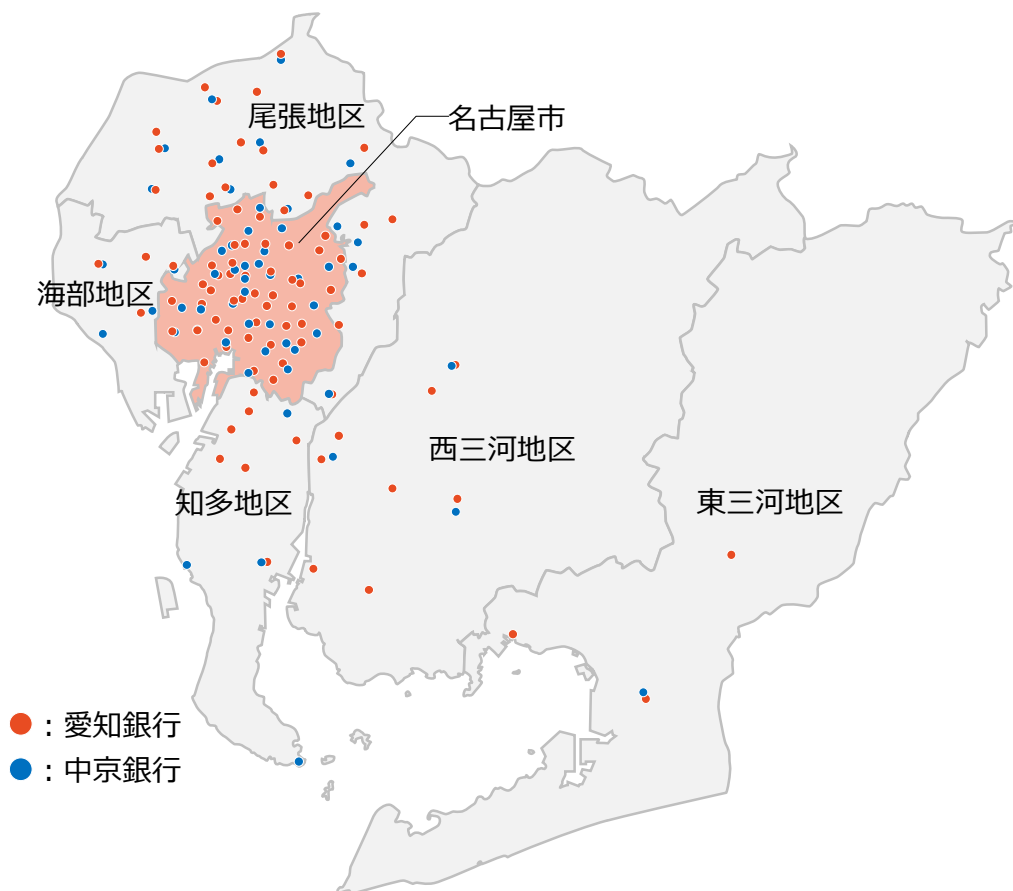 尾張地区
名古屋市
海部地区
西三河地区
知多地区
東三河地区
：愛知銀行
：中京銀行